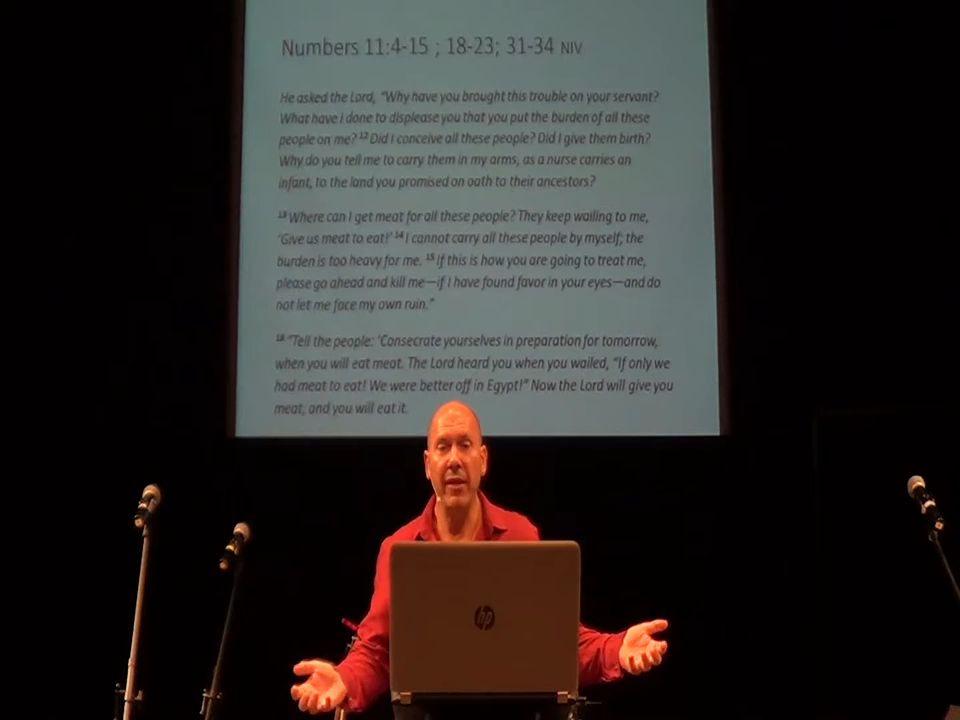 Numbers 11:4-15 ; 18-23; 31-34 NIV
He asked the Lord, "Why have you brought this trouble on your servant?
What have I done to displease you that you put the burden of all these
people on me? 12 Did I conceive all these people? Did I give them birth?
Why do you tell me to carry them in my arms, as a nurse carries an
infant, to the land you promised on oath to their ancestors?
13 Where can I get meat for all these people? They keep wailing to me,
'Give us meat to eat!' 14 I cannot carry all these people by myself; the
burden is too heavy for me. 15 If this is how you are going to treat me,
please go ahead and kill me—if I have found favor in your eyes—and do
not let me face my own ruin."
18 "Tell the people: 'Consecrate yourselves in preparation for tomorrow,
when you will eat meat. The Lord heard you when you wailed, "If only we
had meat to eat! We were better off in Egypt!" Now the Lord will give you
meat, and you will eat it.
hp